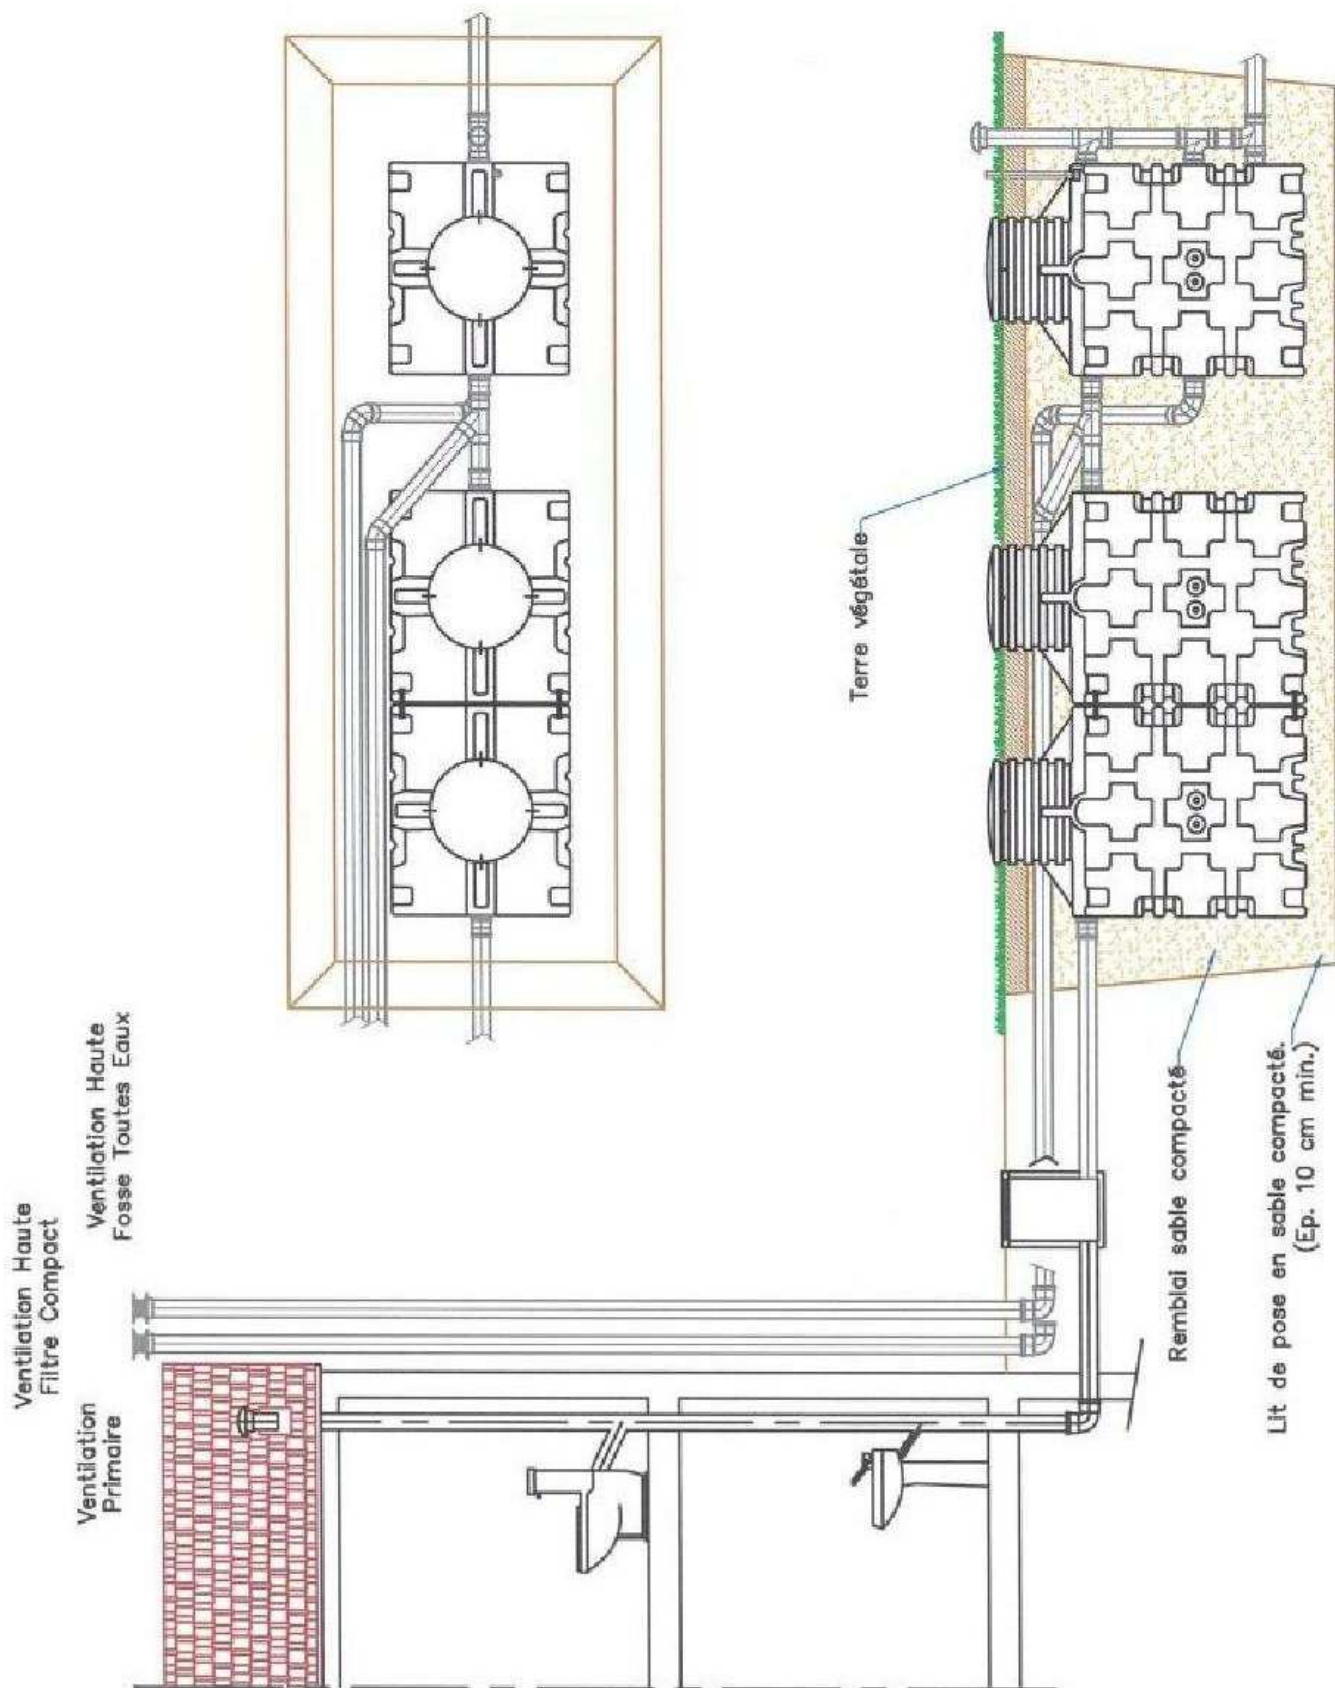 Ventilation Haute
Filtre Compact
Ventilation Haute
Fosse Toutes Eaux
Ventilation
Primaire
Terre végétale
Remblai sable compacté
Lit de pose en sable compacté.
(Ep. 10 cm min.)